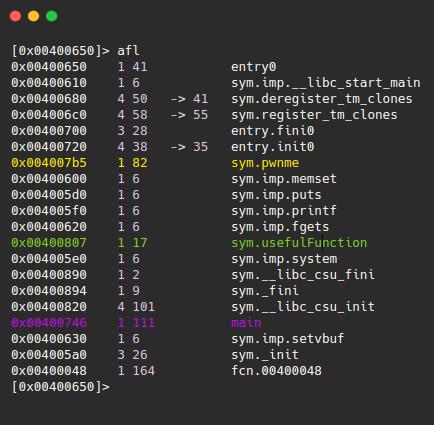 [0x00400650]> afl
0x00400650    1 41           entry0
0x00400610    1 6            sym.imp.__libc_start_main
0x00400680    4 50   -> 41   sym.deregister_tm_clones
0x004006c0    4 58   -> 55   sym.register_tm_clones
0x00400700    3 28           entry.fini0
0x00400720    4 38   -> 35   entry.init0
0x004007b5    1 82           sym.pwnme
0x00400600    1 6            sym.imp.memset
0x004005d0    1 6            sym.imp.puts
0x004005f0    1 6            sym.imp.printf
0x00400620    1 6            sym.imp.fgets
0x00400807    1 17           sym.usefulFunction
0x004005e0    1 6            sym.imp.system
0x00400890    1 2            sym.__libc_csu_fini
0x00400894    1 9            sym._fini
0x00400820    4 101          sym.__libc_csu_init
0x00400746    1 111          main
0x00400630    1 6            sym.imp.setvbuf
0x004005a0    3 26           sym._init
0x00400048    1 164          fcn.00400048
[0x00400650]>